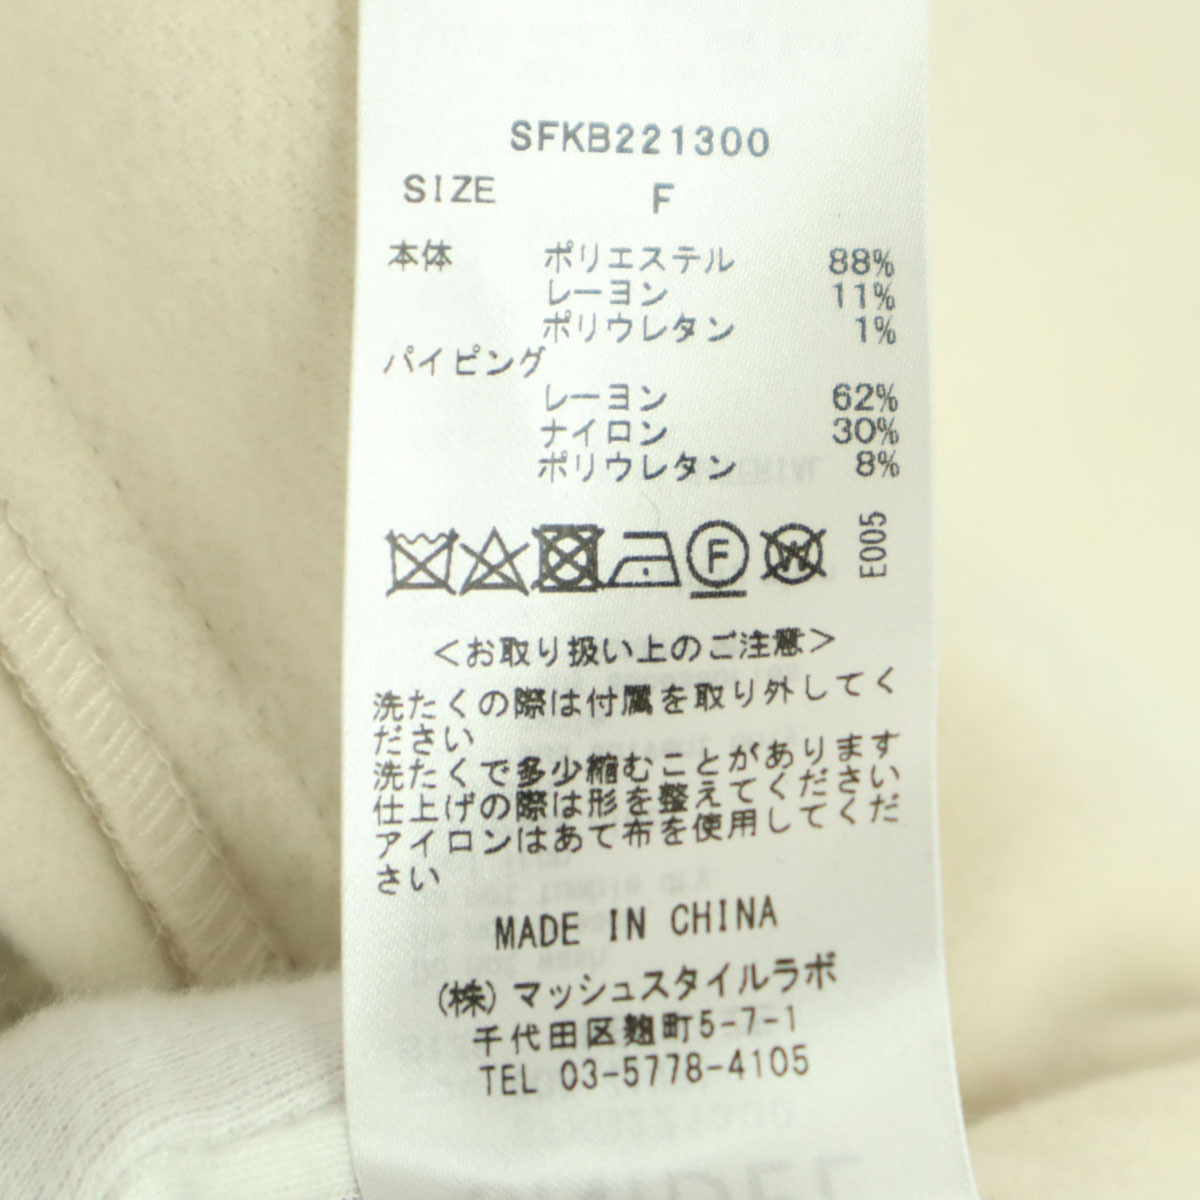 SFKB221300
SIZE F
本体 ポリエステル 88%
レーヨン 11%
ポリウレタン 1%
パイピング
レーヨン 62%
ナイロン 30%
ポリウレタン 8%
F W E005
<お取り扱い上のご注意>
洗たくの際は付属を取り外してく
ださい
洗たくで多少縮むことがあります
仕上げの際は形を整えてください
アイロンはあて布を使用してくだ
さい
MADE IN CHINA
(株)マッシュスタイルラボ
千代田区麹町5-7-1
TEL 03-5778-4105